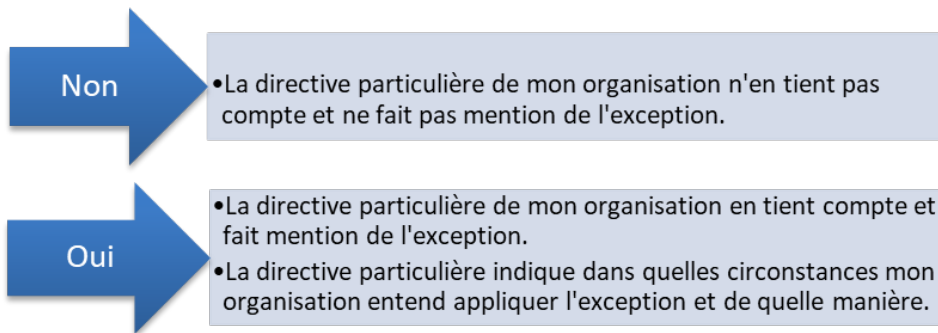 Non
•La directive particulière de mon organisation n'en tient pas
compte et ne fait pas mention de l'exception.
Oui
•La directive particulière de mon organisation en tient compte et
fait mention de l'exception.
•La directive particulière indique dans quelles circonstances mon
organisation entend appliquer l'exception et de quelle manière.